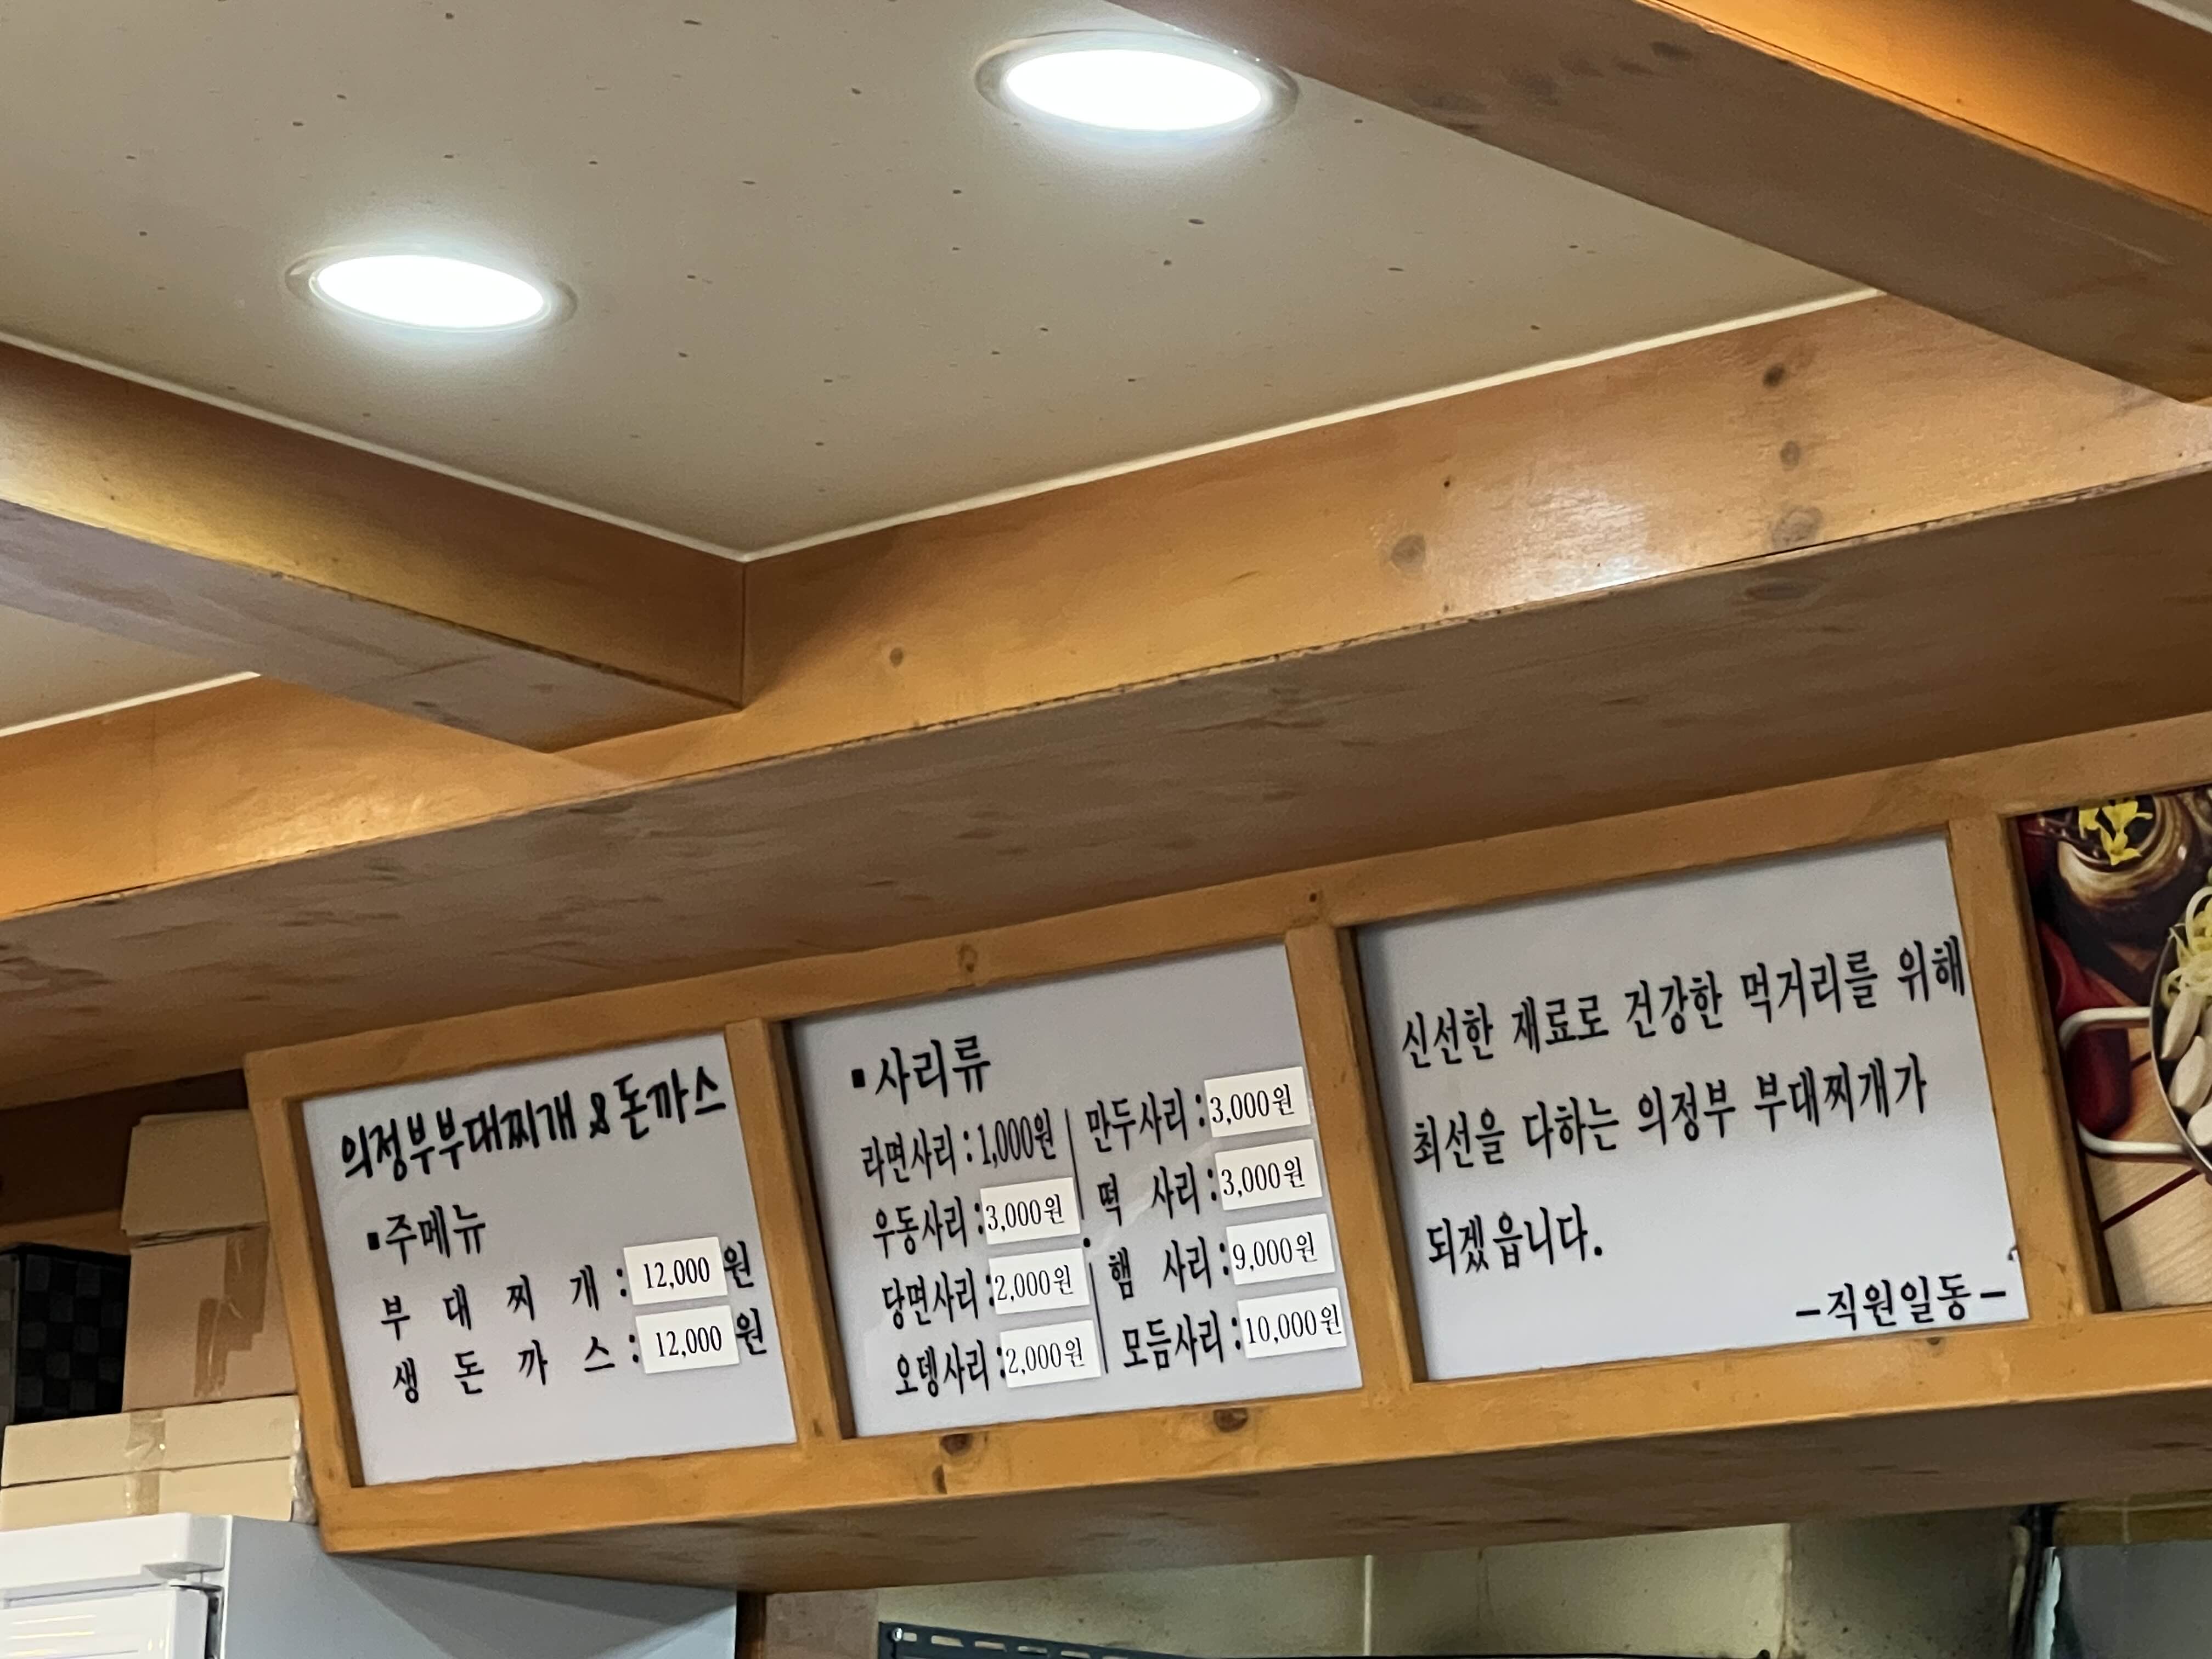 의정부부대찌개 & 돈까스
▪주메뉴
부 대 찌 개 : 12,000 원
생 돈 까 스 : 12,000 원
▪사리류
라면사리 : 1,000원
우동사리 : 3,000원
당면사리 : 2,000원
오뎅사리 : 2,000원
만두사리 : 3,000원
떡 사리 : 3,000원
햄 사리 : 9,000원
모듬사리 : 10,000원
신선한 재료로 건강한 먹거리를 위해
최선을 다하는 의정부 부대찌개가
되겠읍니다.
-직원일동-